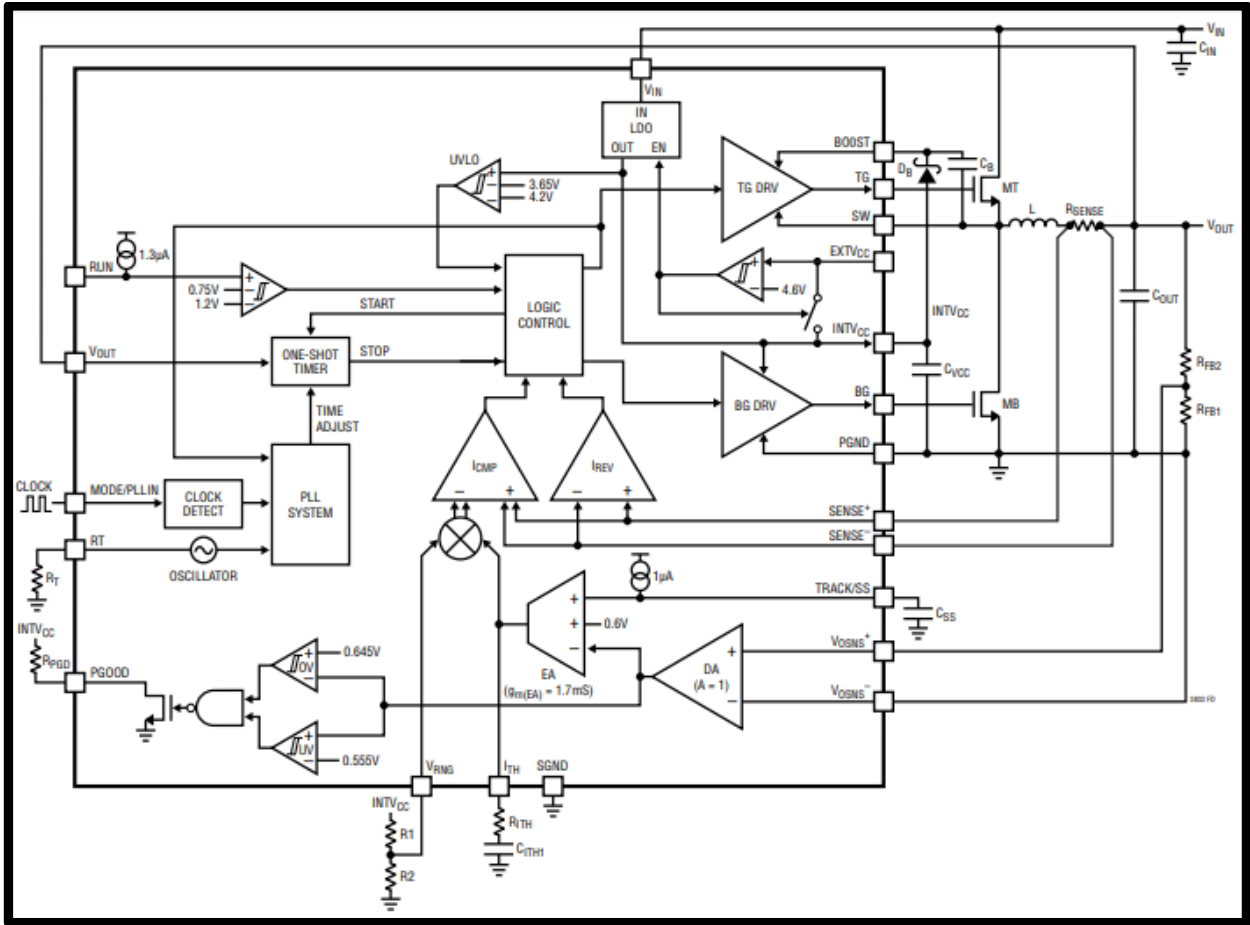 VIN
CIN
VIN
IN
LDO
OUT EN
UVLO
3.65V
4.2V
BOOST
TG DRV
DB
CB
TG
MT
SW
L
RSENSE
VOUT
1.3µA
RUN
0.75V
1.2V
EXTVCC
4.6V
LOGIC
CONTROL
START
INTVCC
COUT
INTVCC
VOUT
ONE-SHOT
TIMER
STOP
CVCC
RFB2
BG DRV
BG
MB
RFB1
TIME
ADJUST
PGND
ICMP
IREV
– +
– +
CLOCK
MODE/PLLIN
CLOCK
DETECT
PLL
SYSTEM
SENSE+
SENSE–
RT
OSCILLATOR
RT
1µA
TRACK/SS
CSS
+
+
–
0.6V
EA
(gm(EA) = 1.7mS)
DA
(A = 1)
+
–
VOSNS+
VOSNS–
INTVCC
RPGD
PGOOD
OV
+
–
0.645V
UV
+
–
0.555V
VRNG
ITH
SGND
INTVCC
R1
R2
RITH
CITH1